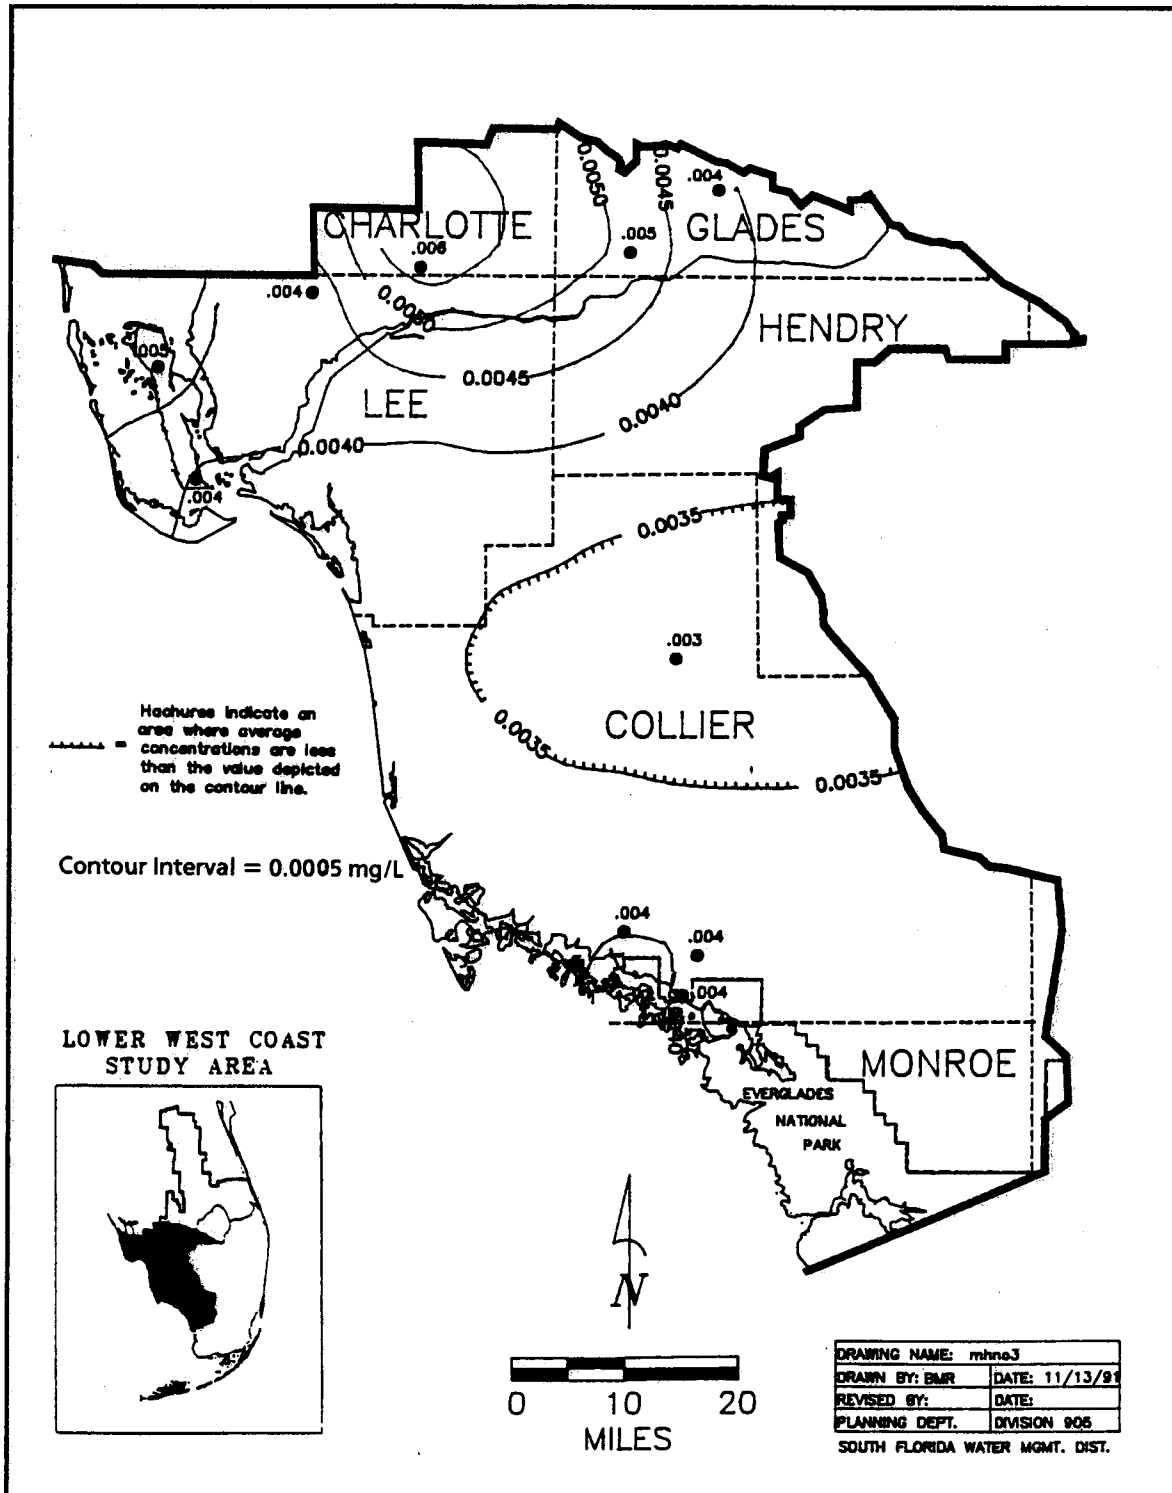 0.0050
0.0045
.004
CHARLOTTE
GLADES
.006
.005
.004
0.0050
HENDRY
.005
0.0045
LEE
0.0040
0.0040
.004
0.0035
.003
COLLIER
0.0035
0.0035
Hachures indicate an
area where average
concentrations are less
than the value depicted
on the contour line.
=
Contour Interval = 0.0005 mg/L
.004
.004
.004
MONROE
EVERGLADES
NATIONAL
PARK
LOWER WEST COAST
STUDY AREA
N
0 10 20
MILES
DRAWING NAME: mhno3
DRAWN BY: BMR DATE: 11/13/91
REVISED BY: DATE:
PLANNING DEPT. DIVISION 905
SOUTH FLORIDA WATER MGMT. DIST.